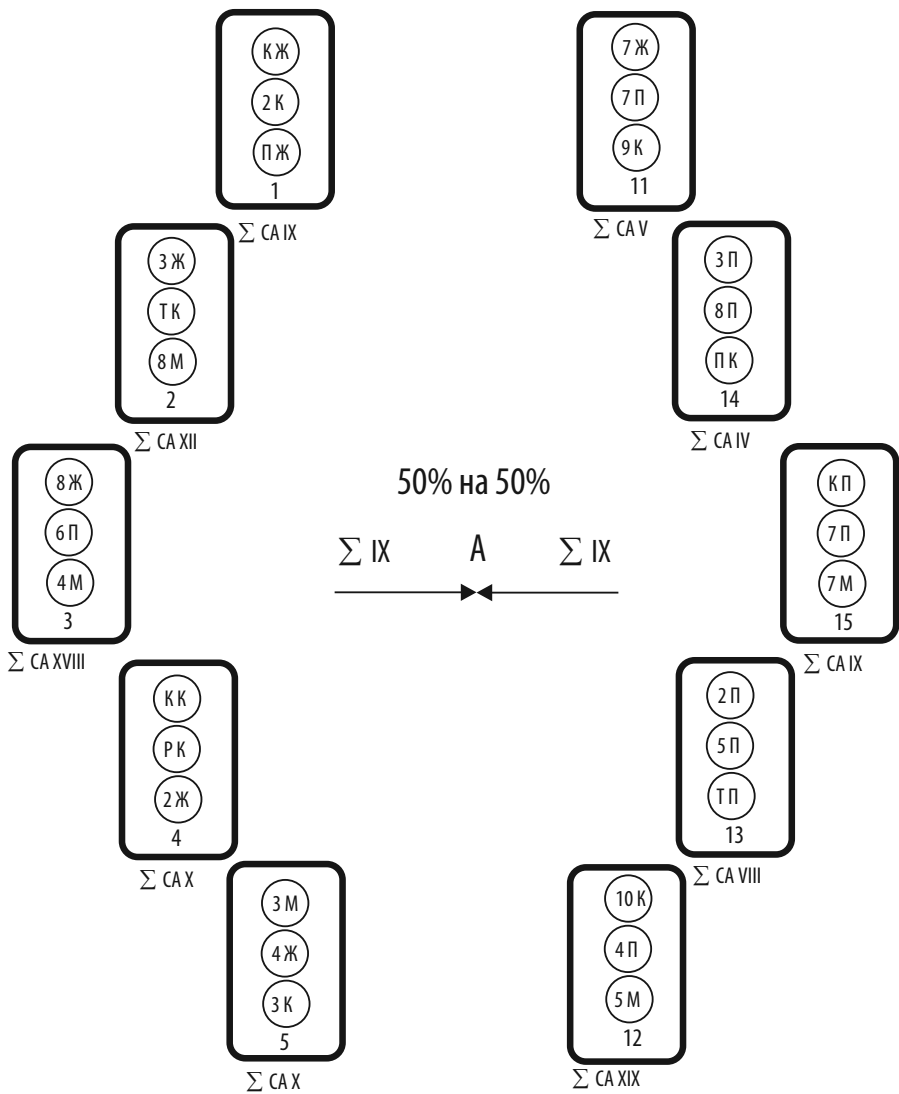 К Ж
2 К
П Ж
1
∑ СА IX
3 Ж
Т К
8 М
2
∑ СА XII
8 Ж
6 П
4 М
3
∑ СА XVIII
К К
Р К
2 Ж
4
∑ СА X
3 М
4 Ж
3 К
5
∑ СА X
50% на 50%
∑ IX А ∑ IX
7 Ж
7 П
9 К
11
∑ СА V
3 П
8 П
П К
14
∑ СА IV
К П
7 П
7 М
15
∑ СА IX
2 П
5 П
Т П
13
∑ СА VIII
10 К
4 П
5 М
12
∑ СА XIX